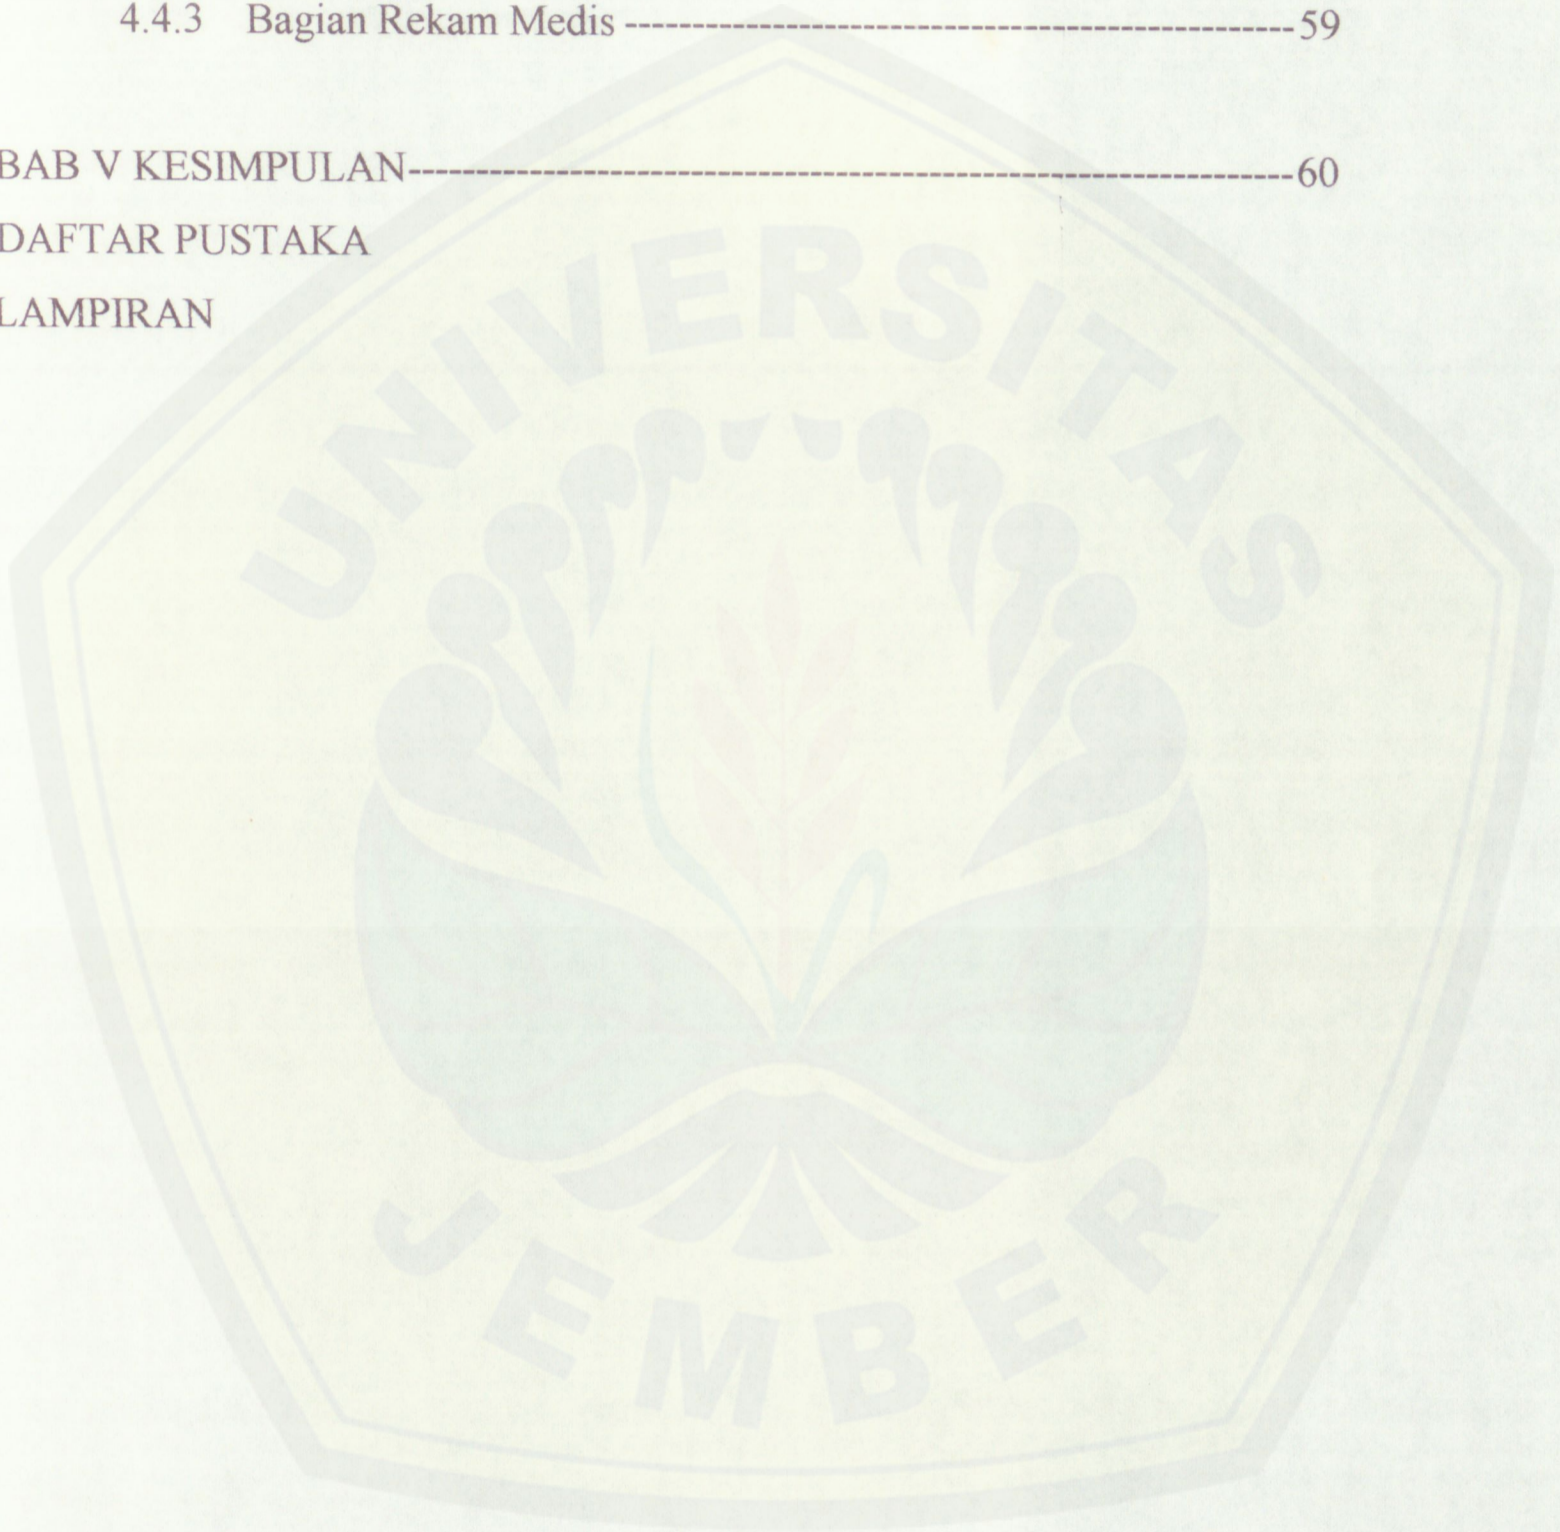 4.4.3 Bagian Rekam Medis ------------------------------------------------------------59
BAB V KESIMPULAN--------------------------------------------------------------------------------60
DAFTAR PUSTAKA
LAMPIRAN
UNIVERSITAS
JEMBER